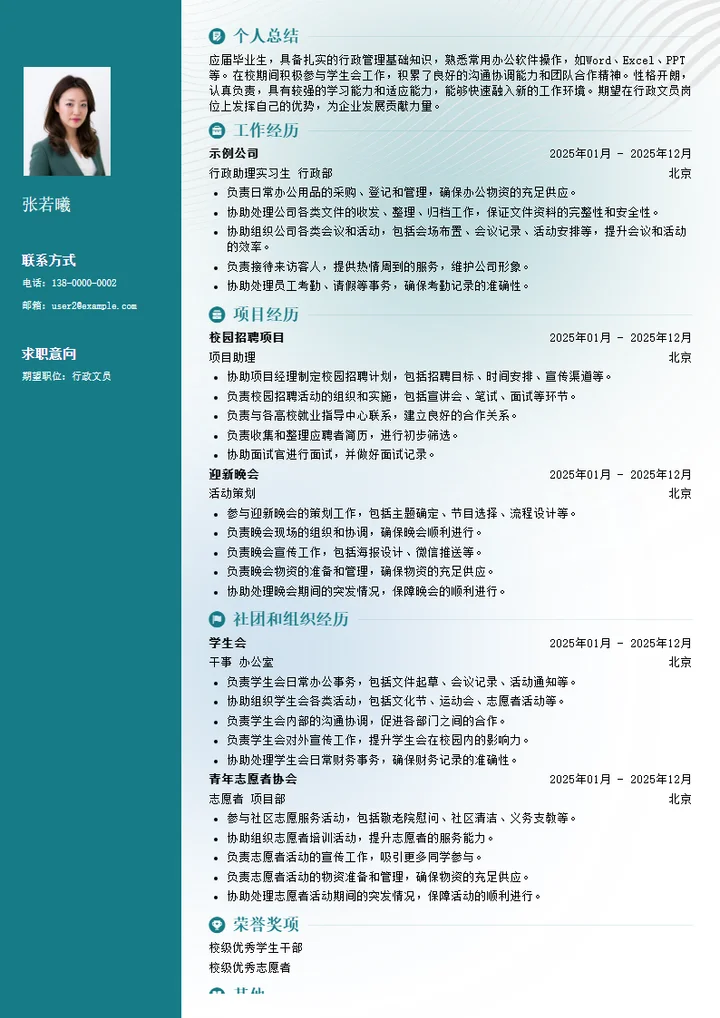 张若曦
联系方式
电话：138-0000-0002
邮箱：user2@example.com
求职意向
期望职位：行政文员
个人总结
应届毕业生，具备扎实的行政管理基础知识，熟悉常用办公软件操作，如Word、Excel、PPT
等。在校期间积极参与学生会工作，积累了良好的沟通协调能力和团队合作精神。性格开朗，
认真负责，具有较强的学习能力和适应能力，能够快速融入新的工作环境。期望在行政文员岗
位上发挥自己的优势，为企业发展贡献力量。
工作经历
示例公司 2025年01月 - 2025年12月
行政助理实习生 行政部 北京
• 负责日常办公用品的采购、登记和管理，确保办公物资的充足供应。
• 协助处理公司各类文件的收发、整理、归档工作，保证文件资料的完整性和安全性。
• 协助组织公司各类会议和活动，包括会场布置、会议记录、活动安排等，提升会议和活动
的效率。
• 负责接待来访客人，提供热情周到的服务，维护公司形象。
• 协助处理员工考勤、请假等事务，确保考勤记录的准确性。
项目经历
校园招聘项目 2025年01月 - 2025年12月
项目助理 北京
• 协助项目经理制定校园招聘计划，包括招聘目标、时间安排、宣传渠道等。
• 负责校园招聘活动的组织和实施，包括宣讲会、笔试、面试等环节。
• 负责与各高校就业指导中心联系，建立良好的合作关系。
• 负责收集和整理应聘者简历，进行初步筛选。
• 协助面试官进行面试，并做好面试记录。
迎新晚会 2025年01月 - 2025年12月
活动策划 北京
• 参与迎新晚会的策划工作，包括主题确定、节目选择、流程设计等。
• 负责晚会现场的组织和协调，确保晚会顺利进行。
• 负责晚会宣传工作，包括海报设计、微信推送等。
• 负责晚会物资的准备和管理，确保物资的充足供应。
• 协助处理晚会期间的突发情况，保障晚会的顺利进行。
社团和组织经历
学生会 2025年01月 - 2025年12月
干事 办公室 北京
• 负责学生会日常办公事务，包括文件起草、会议记录、活动通知等。
• 协助组织学生会各类活动，包括文化节、运动会、志愿者活动等。
• 负责学生会内部的沟通协调，促进各部门之间的合作。
• 负责学生会对外宣传工作，提升学生会在校园内的影响力。
• 协助处理学生会日常财务事务，确保财务记录的准确性。
青年志愿者协会 2025年01月 - 2025年12月
志愿者 项目部 北京
• 参与社区志愿服务活动，包括敬老院慰问、社区清洁、义务支教等。
• 协助组织志愿者培训活动，提升志愿者的服务能力。
• 负责志愿者活动的宣传工作，吸引更多同学参与。
• 负责志愿者活动的物资准备和管理，确保物资的充足供应。
• 协助处理志愿者活动期间的突发情况，保障活动的顺利进行。
荣誉奖项
校级优秀学生干部
校级优秀志愿者